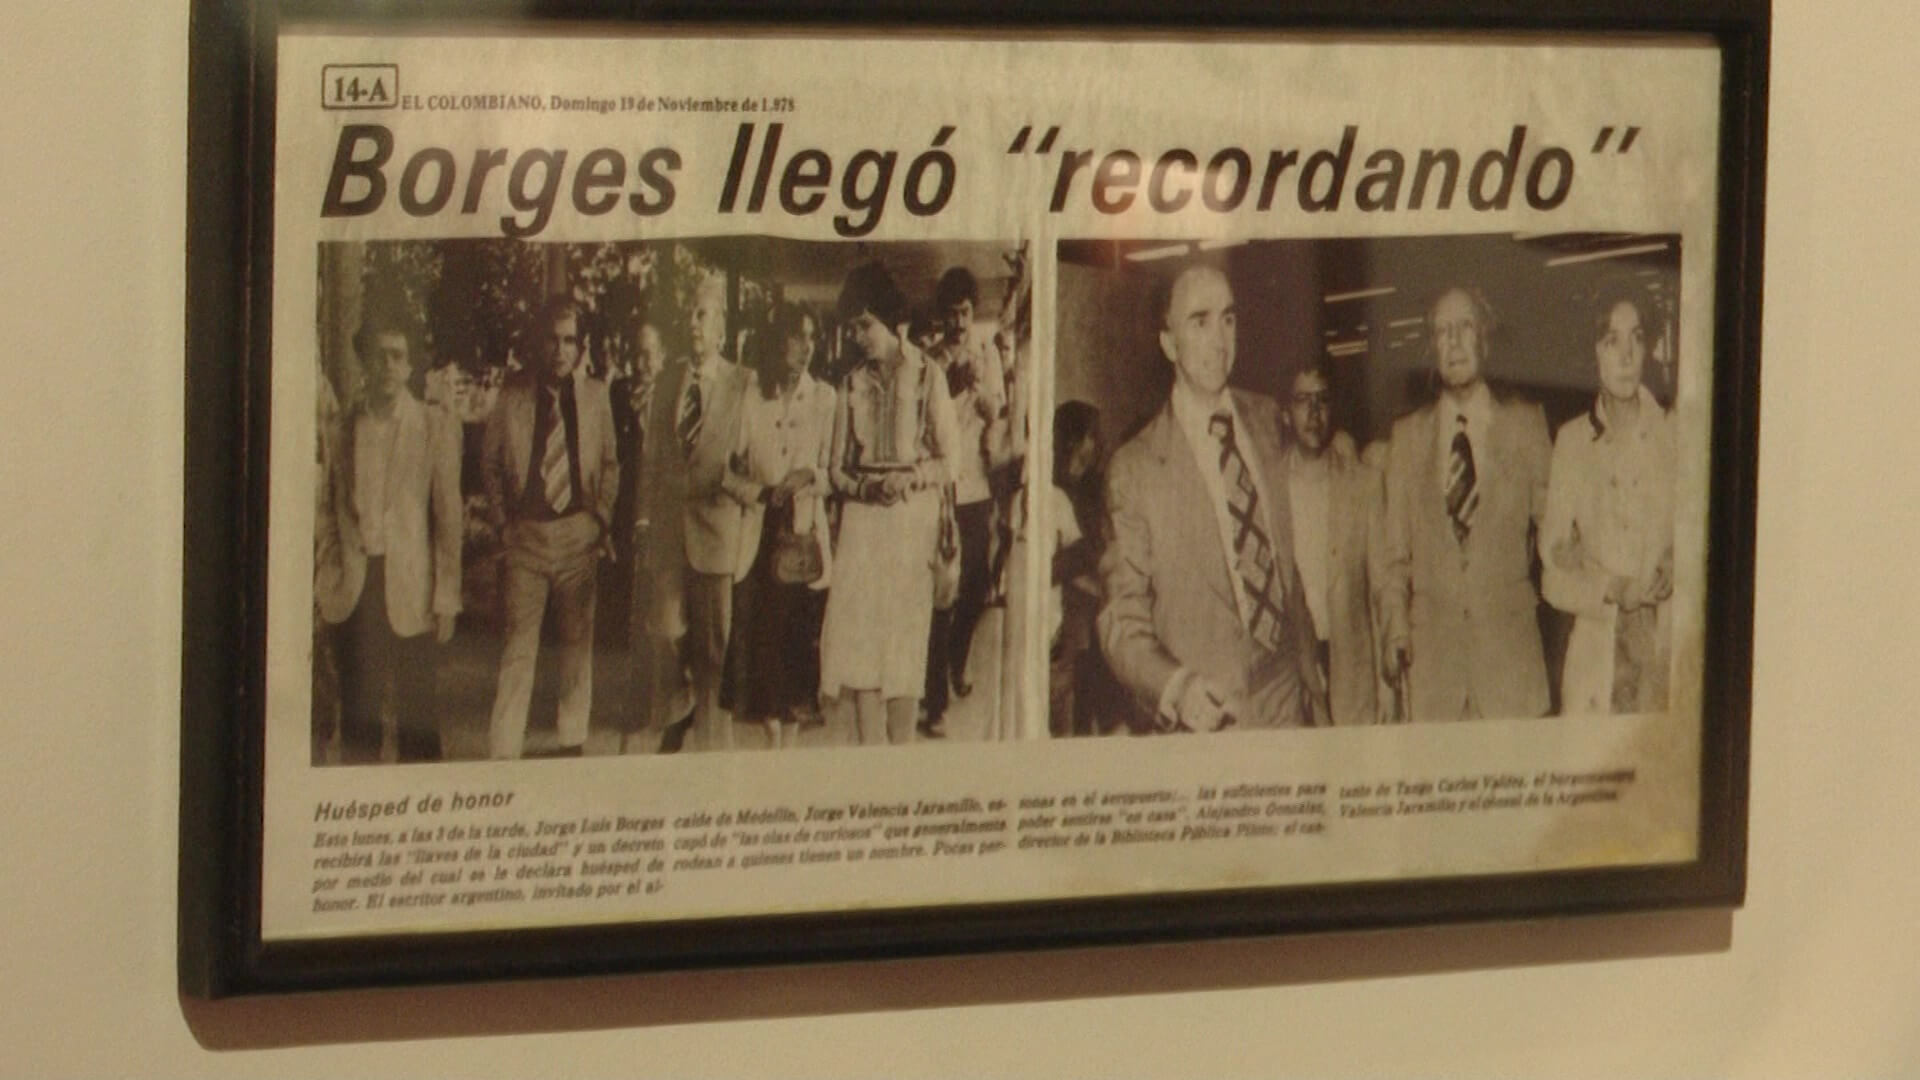 14-A
EL COLOMBIANO, Domingo 19 de Noviembre de 1.978
Borges llegó “recordando”
Huésped de honor
Este lunes, a las 3 de la tarde, Jorge Luis Borges
recibirá las "llaves de la ciudad" y un decreto
por medio del cual se le declara huésped de
honor. El escritor argentino, invitado por el al-
calde de Medellín, Jorge Valencia Jaramillo, es-
capó de "las olas de curiosos" que generalmente
rodean a quienes tienen un nombre. Pocas per-
sonas en el aeropuerto... las suficientes para
poder sentirse "en casa". Alejandro González,
director de la Biblioteca Pública Piloto; el can-
tante de Tango Carlos Valdez, el burgomaestre
Valencia Jaramillo y el cónsul de la Argentina.